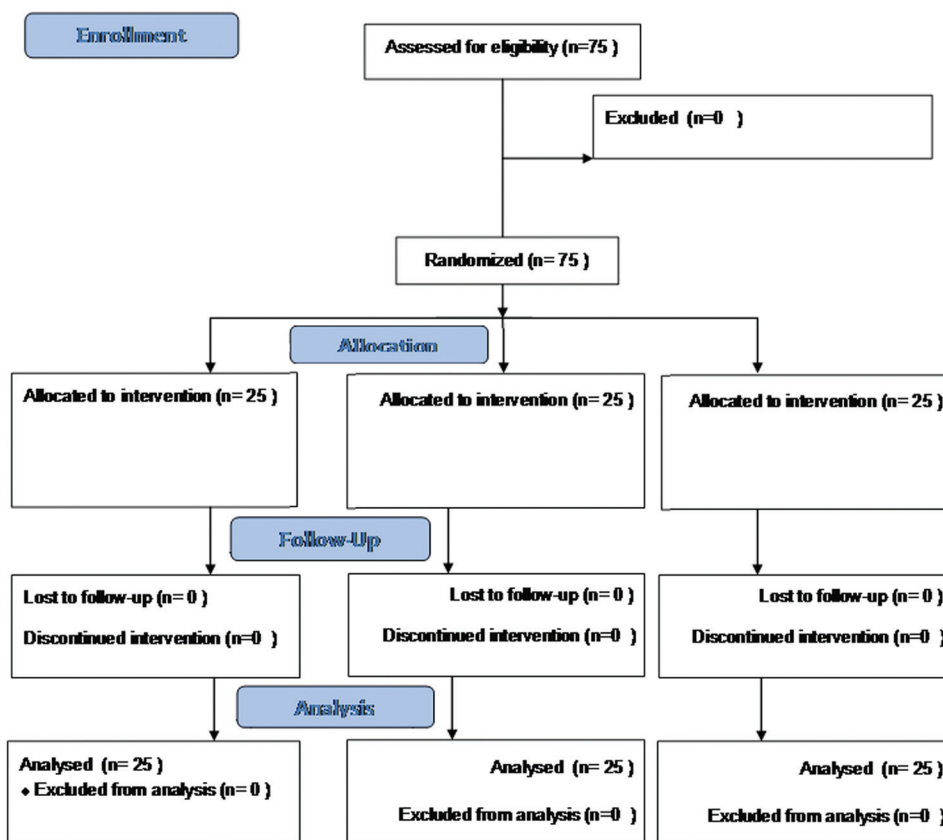 Enrollment
Assessed for eligibility (n=75)
Excluded (n=0 )
Randomized (n= 75 )
Allocation
Allocated to intervention (n= 25 )
Allocated to intervention (n= 25 )
Allocated to intervention (n= 25 )
Follow-Up
Lost to follow-up (n= 0 )
Discontinued intervention (n=0 )
Lost to follow-up (n= 0 )
Discontinued intervention (n=0 )
Lost to follow-up (n= 0 )
Discontinued intervention (n=0 )
Analysis
Analysed (n= 25 )
♦ Excluded from analysis (n= 0 )
Analysed (n= 25 )
Excluded from analysis (n=0 )
Analysed (n= 25 )
Excluded from analysis (n=0 )